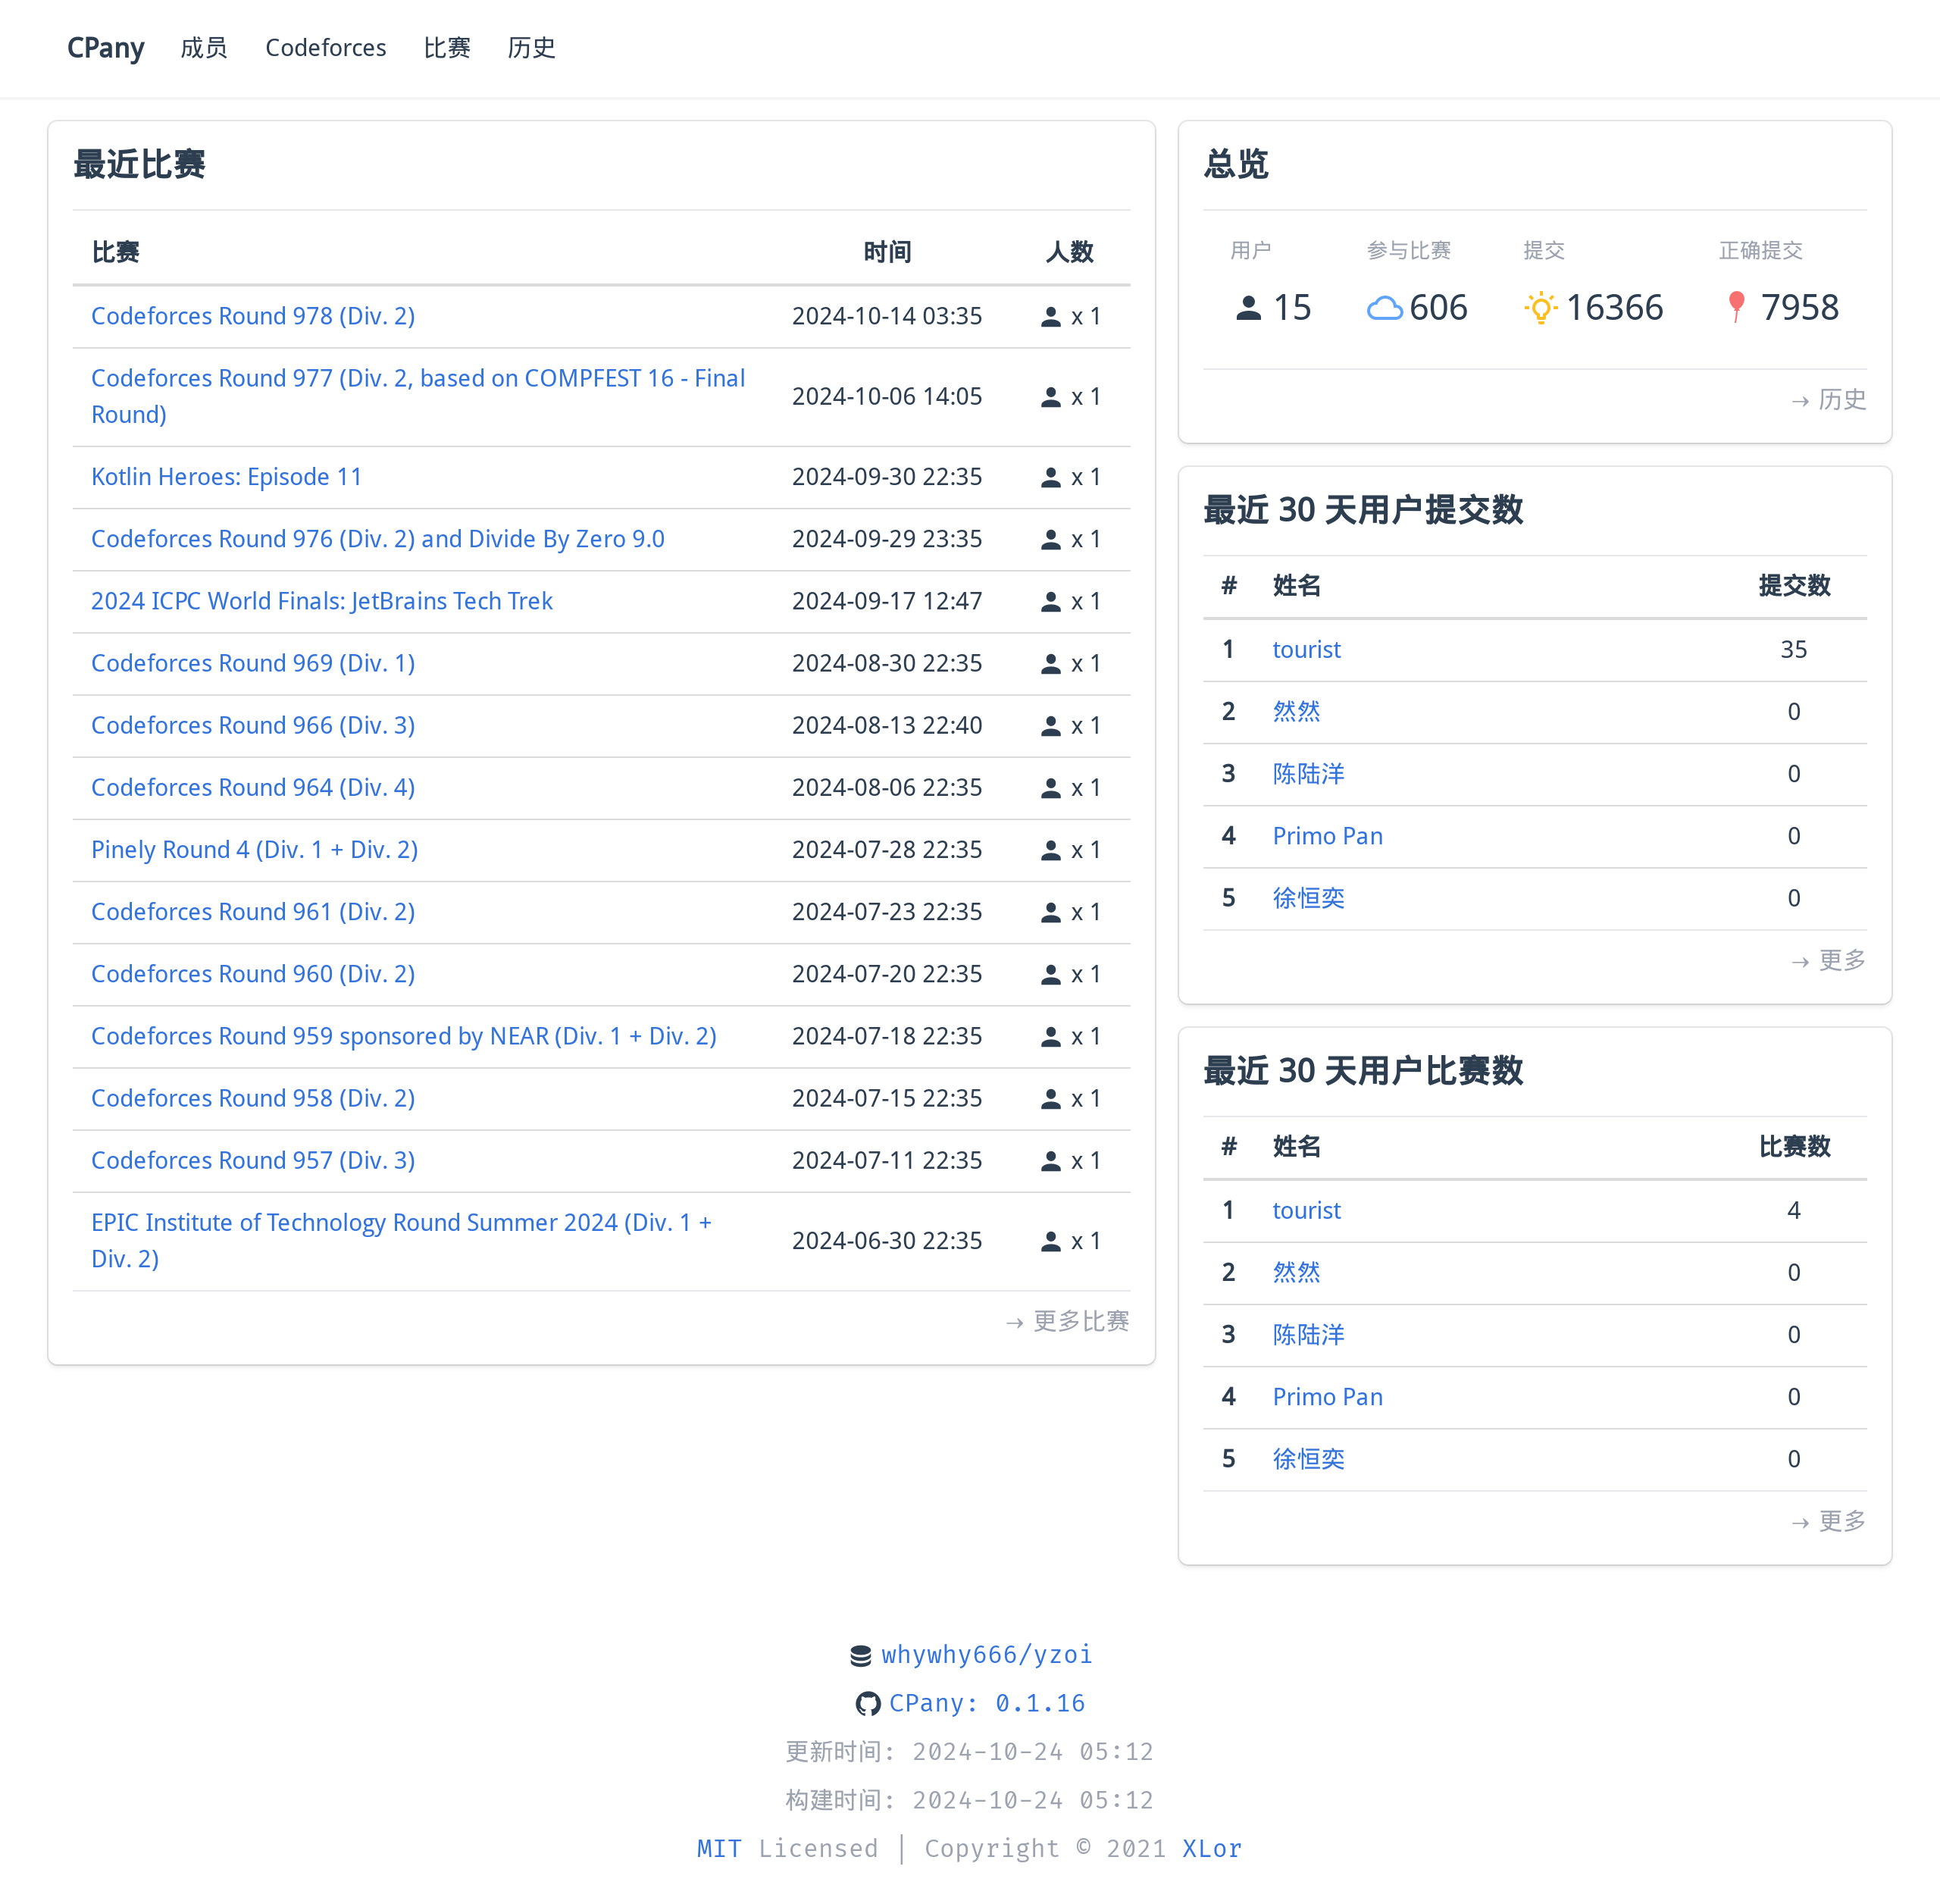 CPany 成员 Codeforces 比赛 历史
最近比赛
比赛 时间 人数
Codeforces Round 978 (Div. 2) 2024-10-14 03:35 x 1
Codeforces Round 977 (Div. 2, based on COMPFEST 16 - Final
Round) 2024-10-06 14:05 x 1
Kotlin Heroes: Episode 11 2024-09-30 22:35 x 1
Codeforces Round 976 (Div. 2) and Divide By Zero 9.0 2024-09-29 23:35 x 1
2024 ICPC World Finals: JetBrains Tech Trek 2024-09-17 12:47 x 1
Codeforces Round 969 (Div. 1) 2024-08-30 22:35 x 1
Codeforces Round 966 (Div. 3) 2024-08-13 22:40 x 1
Codeforces Round 964 (Div. 4) 2024-08-06 22:35 x 1
Pinely Round 4 (Div. 1 + Div. 2) 2024-07-28 22:35 x 1
Codeforces Round 961 (Div. 2) 2024-07-23 22:35 x 1
Codeforces Round 960 (Div. 2) 2024-07-20 22:35 x 1
Codeforces Round 959 sponsored by NEAR (Div. 1 + Div. 2) 2024-07-18 22:35 x 1
Codeforces Round 958 (Div. 2) 2024-07-15 22:35 x 1
Codeforces Round 957 (Div. 3) 2024-07-11 22:35 x 1
EPIC Institute of Technology Round Summer 2024 (Div. 1 +
Div. 2) 2024-06-30 22:35 x 1
→ 更多比赛
总览
用户 参与比赛 提交 正确提交
15 606 16366 7958
→ 历史
最近 30 天用户提交数
# 姓名 提交数
1 tourist 35
2 然然 0
3 陈陆洋 0
4 Primo Pan 0
5 徐恒奕 0
→ 更多
最近 30 天用户比赛数
# 姓名 比赛数
1 tourist 4
2 然然 0
3 陈陆洋 0
4 Primo Pan 0
5 徐恒奕 0
→ 更多
whywhy666/yzoi
CPany: 0.1.16
更新时间: 2024-10-24 05:12
构建时间: 2024-10-24 05:12
MIT Licensed | Copyright © 2021 XLor